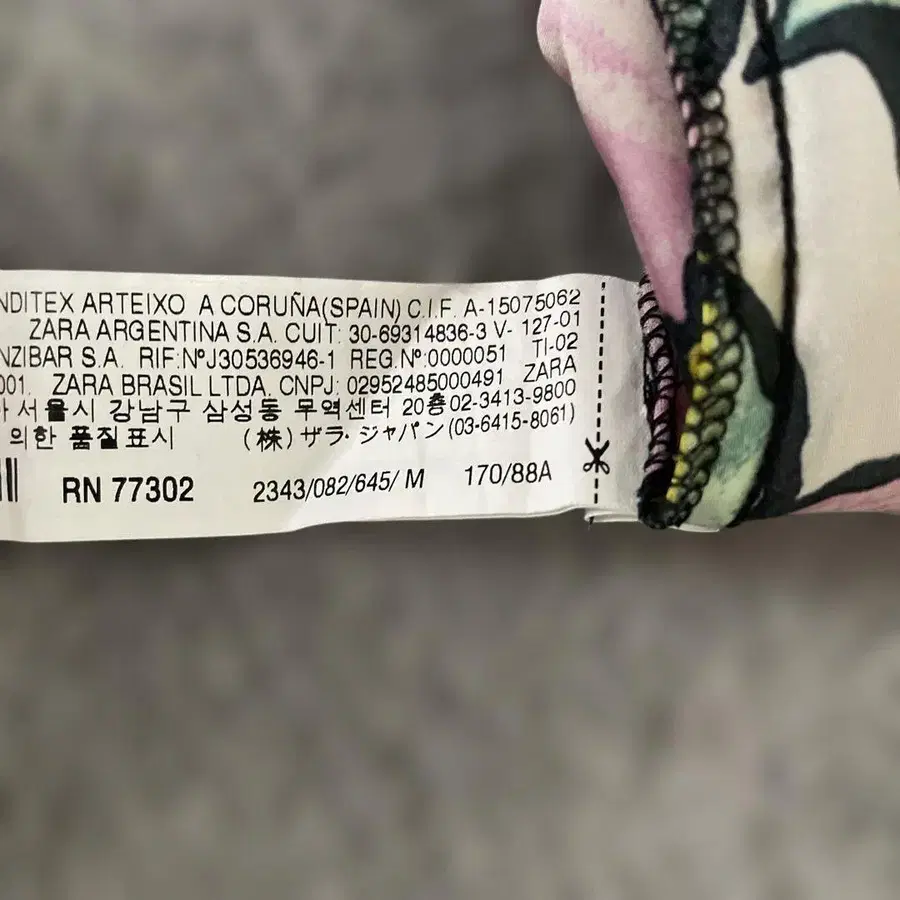 NDITEX ARTEIXO A CORUÑA(SPAIN) C.I.F. A-15075062
ZARA ARGENTINA S.A. CUIT: 30-69314836-3 V- 127-01
NZIBAR S.A. RIF:NºJ30536946-1 REG.Nº:0000051 TI-02
001. ZARA BRASIL LTDA. CNPJ: 02952485000491 ZARA
서울시 강남구 삼성동 무역센터 20층 02-3413-9800
의한 품질표시 (株) ザラ・ジャパン (03-6415-8061)
RN 77302 2343/082/645/ M 170/88A